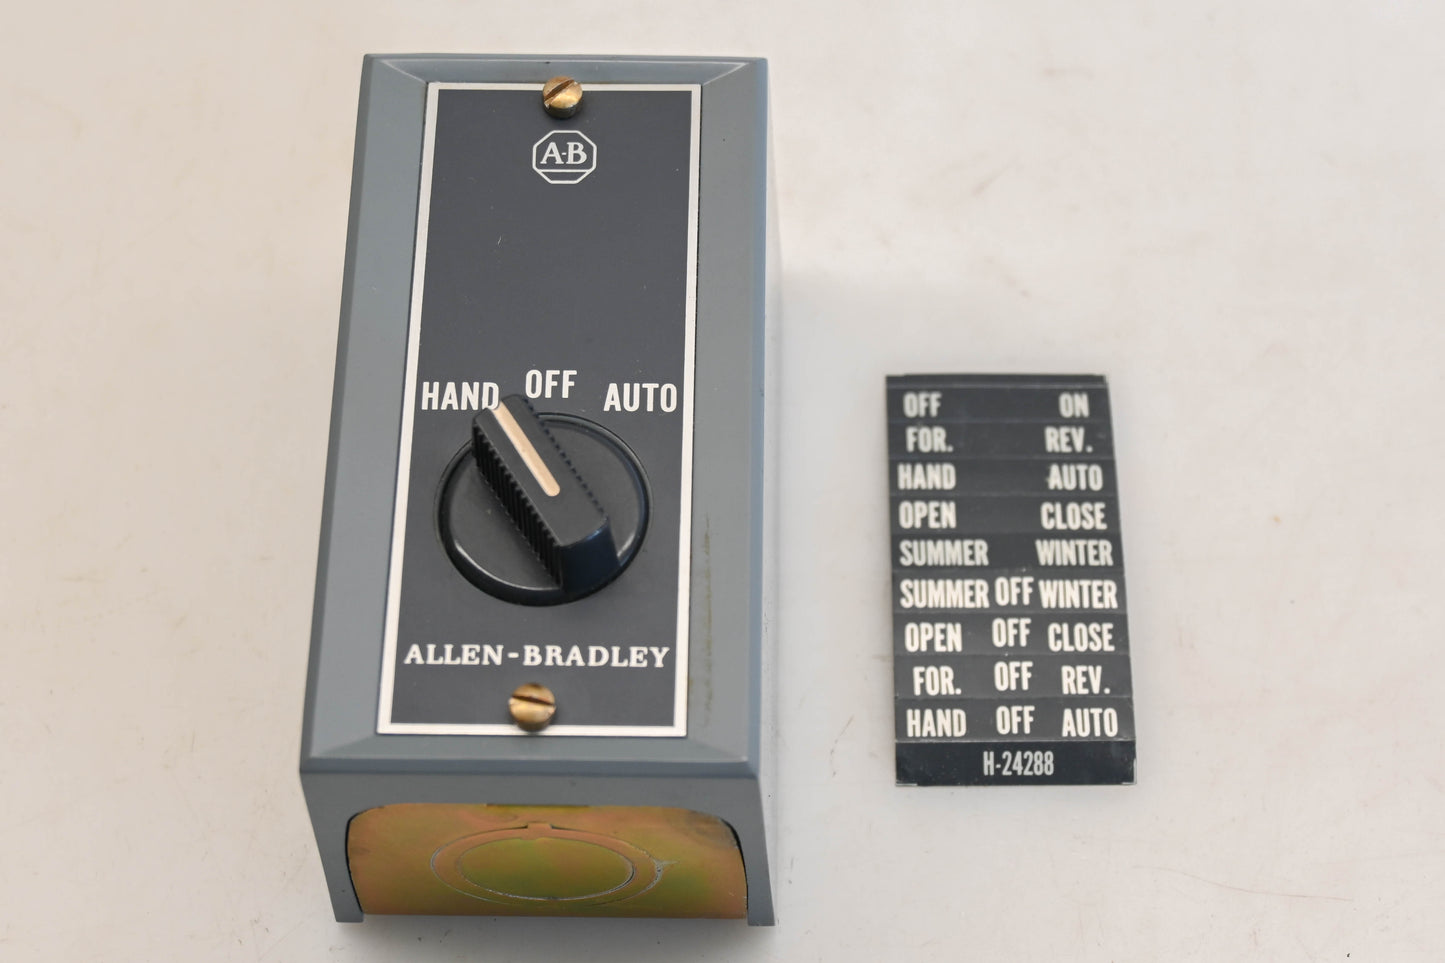 A-B
HAND OFF AUTO
ALLEN-BRADLEY
OFF ON
FOR. REV.
HAND AUTO
OPEN CLOSE
SUMMER WINTER
SUMMER OFF WINTER
OPEN OFF CLOSE
FOR. OFF REV.
HAND OFF AUTO
H-24288